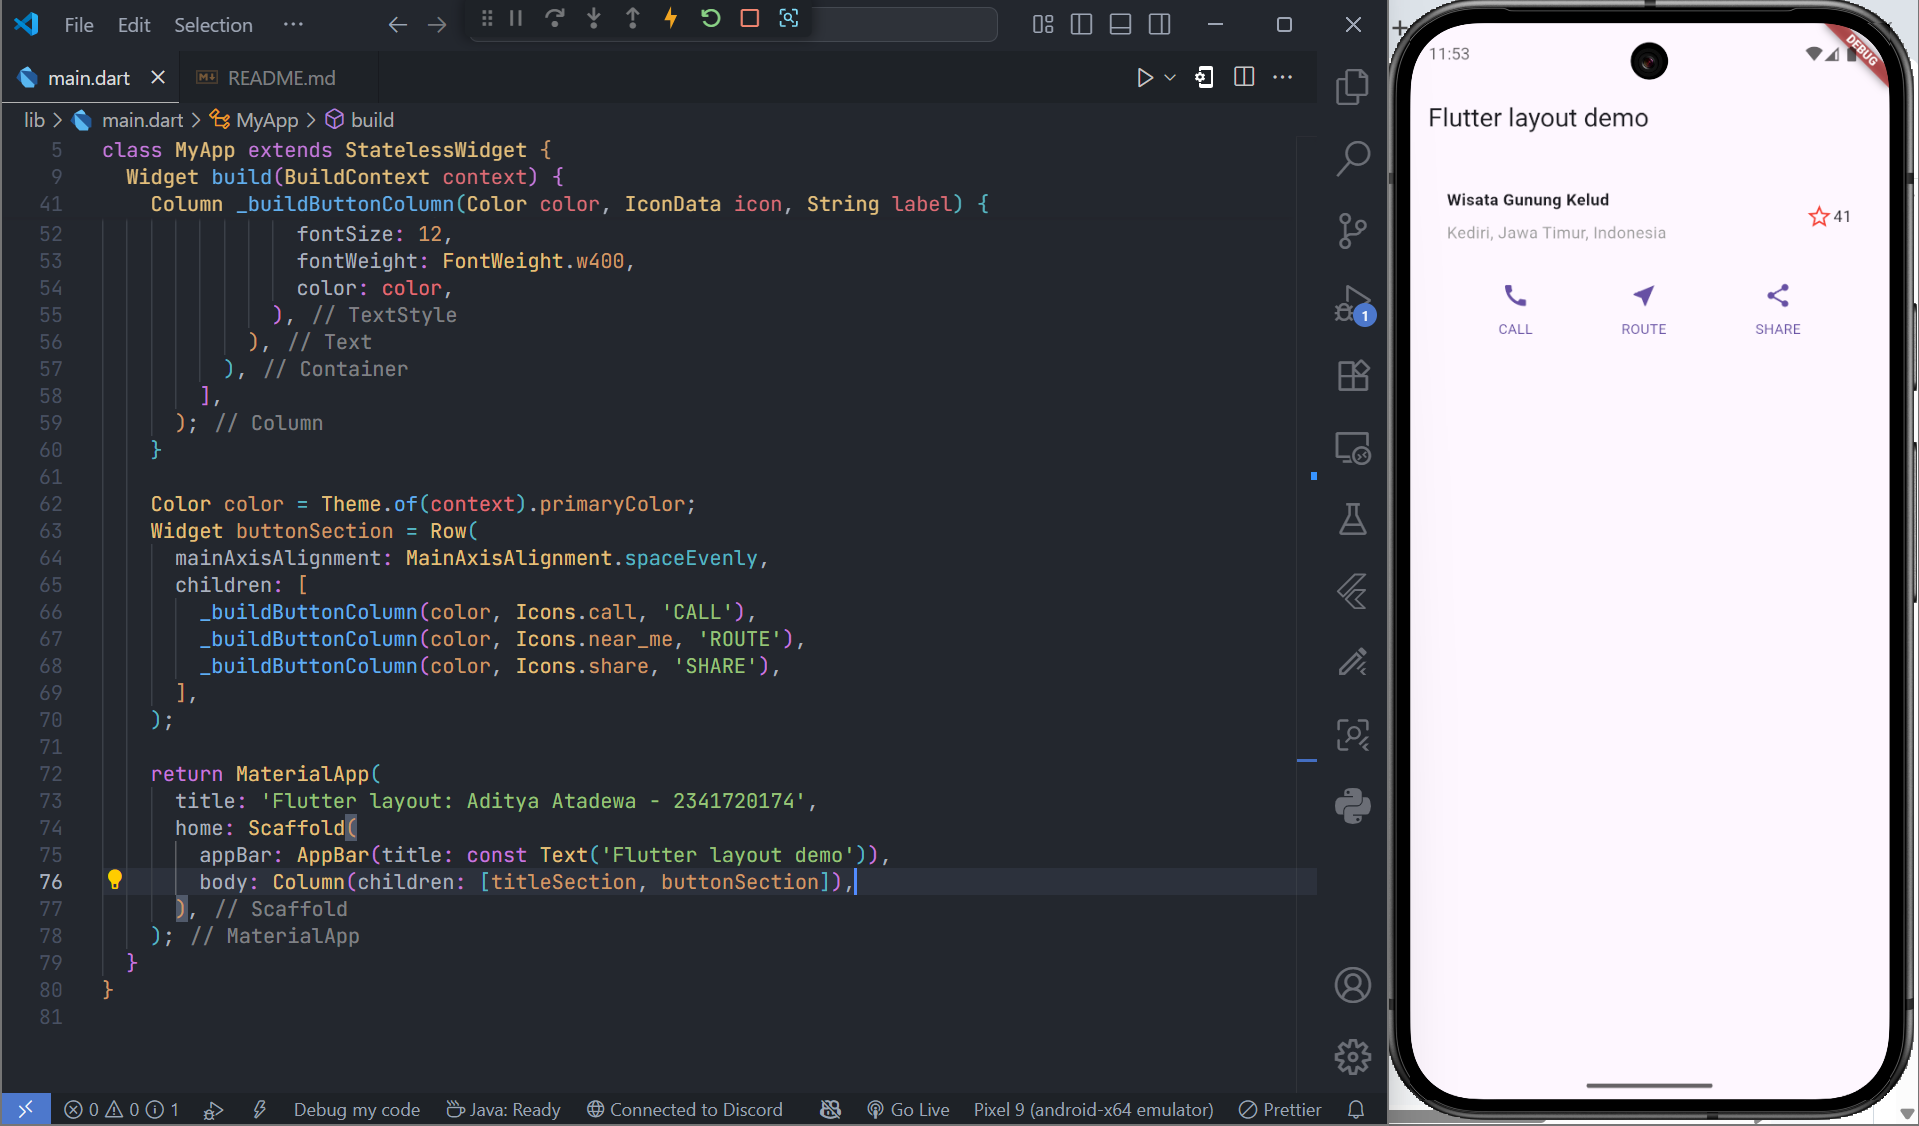 File Edit Selection ···
main.dart
README.md
lib > main.dart > MyApp > build
5 class MyApp extends StatelessWidget {
9 Widget build(BuildContext context) {
41 Column _buildButtonColumn(Color color, IconData icon, String label) {
52 fontSize: 12,
53 fontWeight: FontWeight.w400,
54 color: color,
55 ), // TextStyle
56 ), // Text
57 ), // Container
58 ],
59 ); // Column
60 }
61
62 Color color = Theme.of(context).primaryColor;
63 Widget buttonSection = Row(
64 mainAxisAlignment: MainAxisAlignment.spaceEvenly,
65 children: [
66 _buildButtonColumn(color, Icons.call, 'CALL'),
67 _buildButtonColumn(color, Icons.near_me, 'ROUTE'),
68 _buildButtonColumn(color, Icons.share, 'SHARE'),
69 ],
70 );
71
72 return MaterialApp(
73 title: 'Flutter layout: Aditya Atadewa - 2341720174',
74 home: Scaffold(
75 appBar: AppBar(title: const Text('Flutter layout demo')),
76 body: Column(children: [titleSection, buttonSection]),
77 ), // Scaffold
78 ); // MaterialApp
79 }
80 }
81
1
0 0 1 Debug my code Java: Ready Connected to Discord Go Live Pixel 9 (android-x64 emulator) Prettier
11:53
DEBUG
Flutter layout demo
Wisata Gunung Kelud
41
Kediri, Jawa Timur, Indonesia
CALL ROUTE SHARE